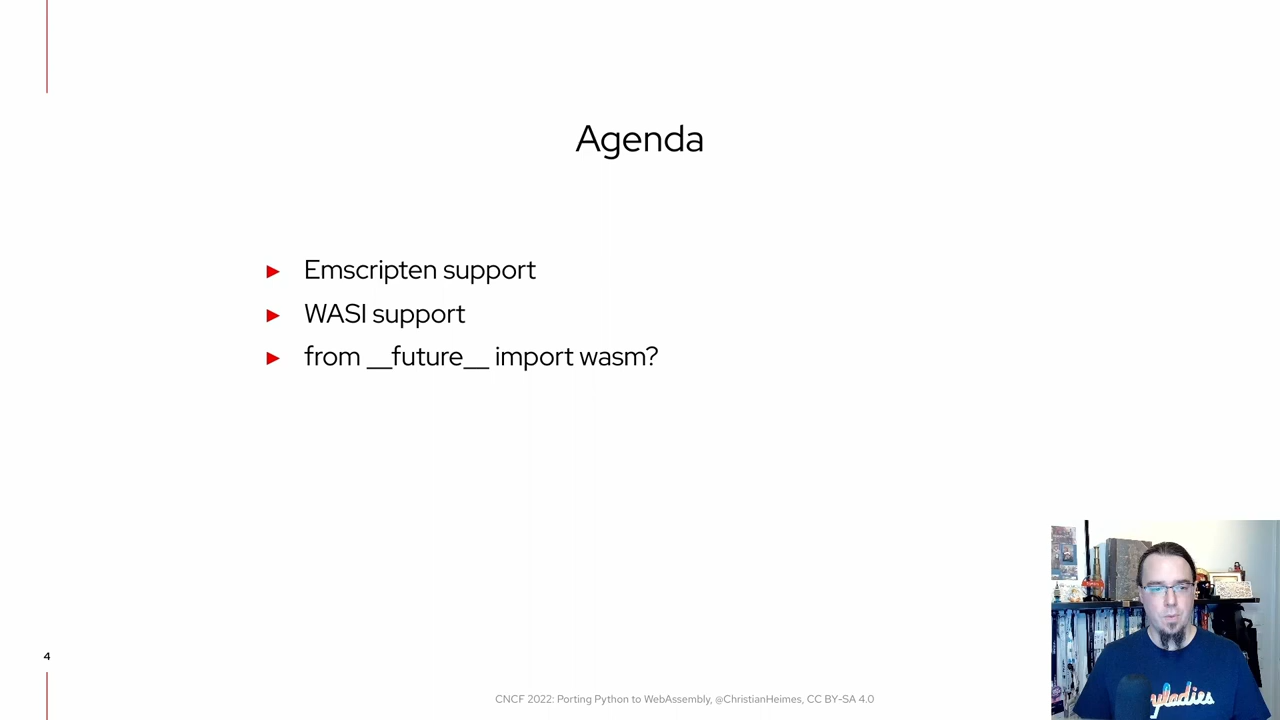 Agenda
► Emscripten support
► WASI support
► from __future__ import wasm?
4
CNCF 2022: Porting Python to WebAssembly, @ChristianHeimes, CC BY-SA 4.0